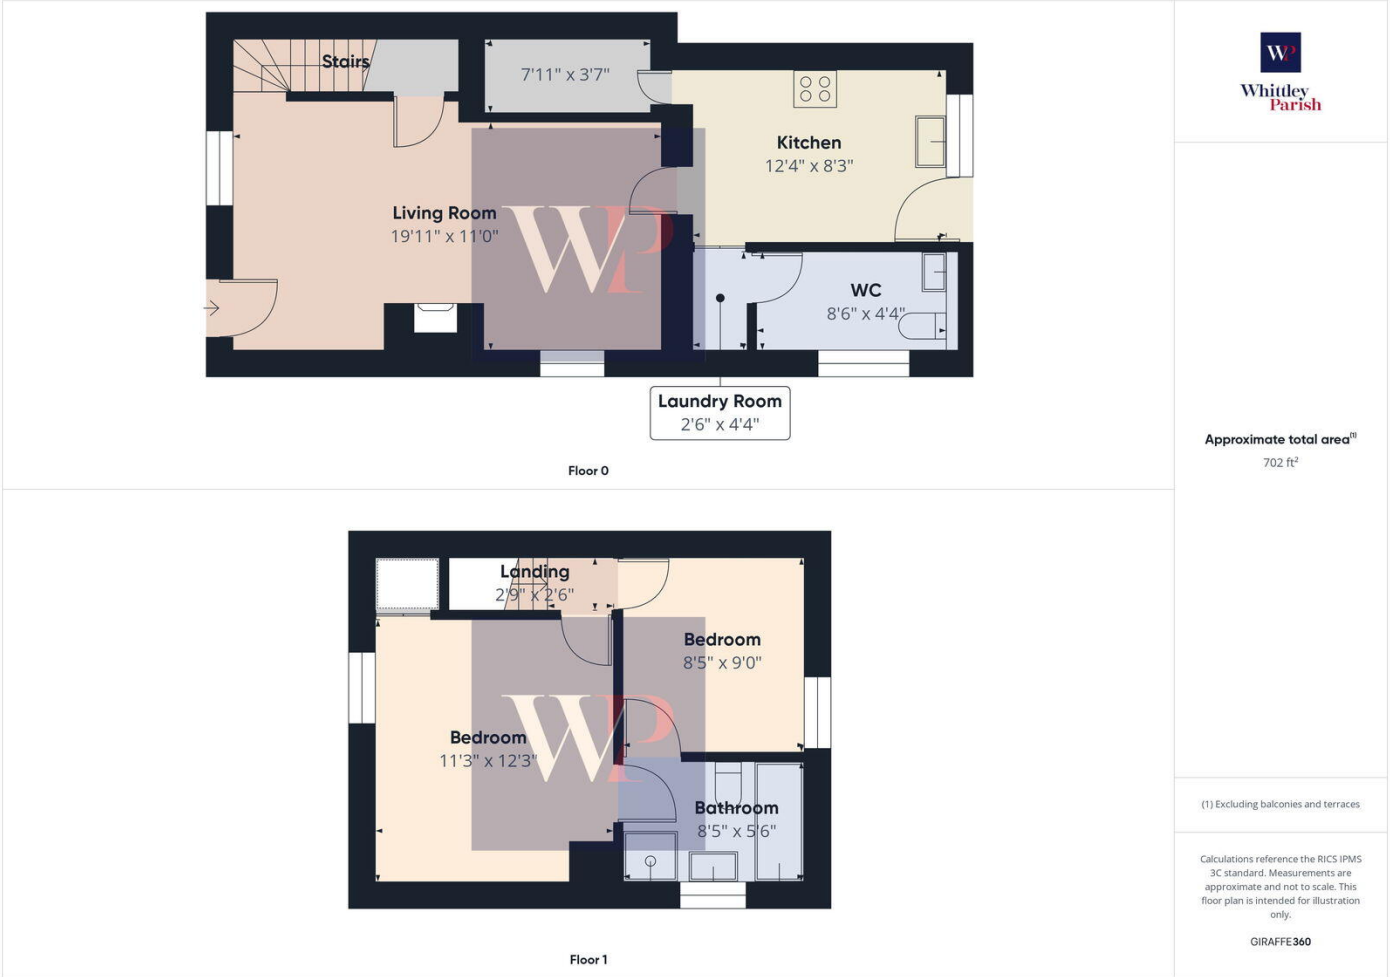 Stairs
7'11" x 3'7"
Kitchen
12'4" x 8'3"
Living Room
19'11" x 11'0"
WP
WC
8'6" x 4'4"
Laundry Room
2'6" x 4'4"
Floor 0
Landing
2'9" x 2'6"
Bedroom
8'5" x 9'0"
WP
Bedroom
11'3" x 12'3"
Bathroom
8'5" x 5'6"
Floor 1
WP
Whittley
Parish
Approximate total area(1)
702 ft²
(1) Excluding balconies and terraces
Calculations reference the RICS IPMS
3C standard. Measurements are
approximate and not to scale. This
floor plan is intended for illustration
only.
GIRAFFE360